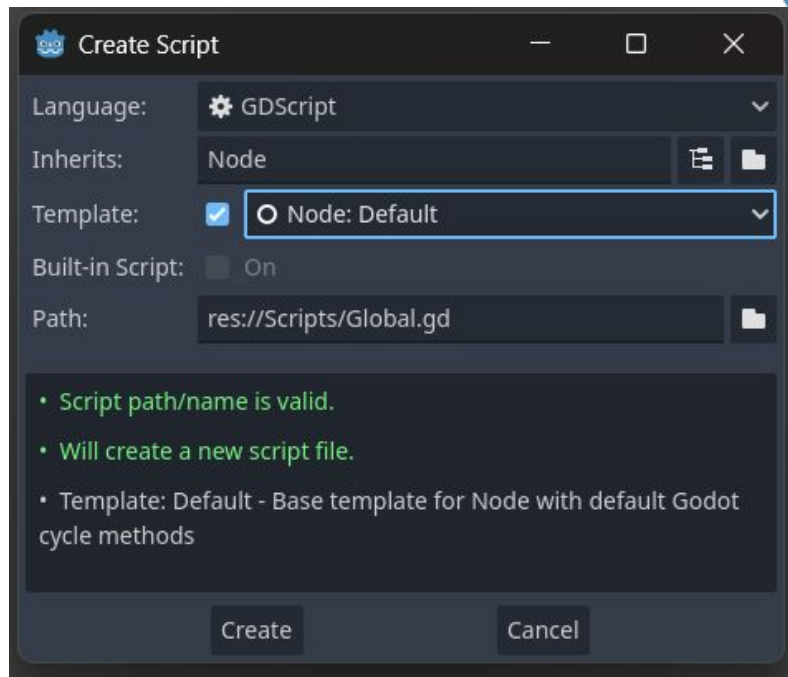 Create Script
Language: GDScript
Inherits: Node
Template: Node: Default
Built-in Script: On
Path: res://Scripts/Global.gd
• Script path/name is valid.
• Will create a new script file.
• Template: Default - Base template for Node with default Godot
cycle methods
Create Cancel